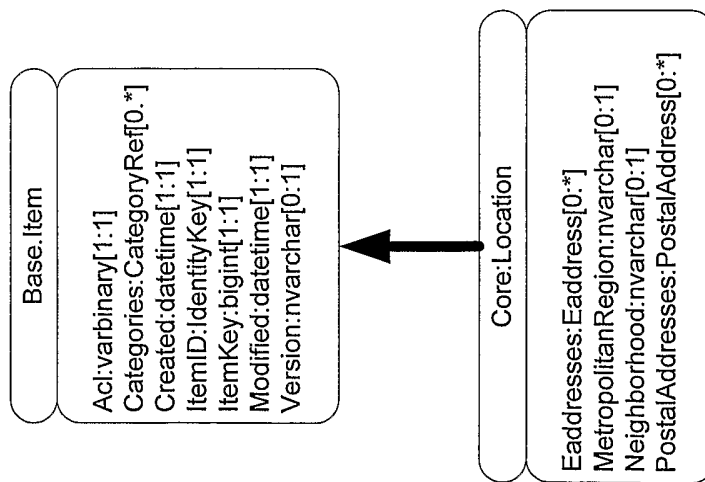 Base.Item
Acl:varbinary[1:1]
Categories:CategoryRef[0.*]
Created:datetime[1:1]
ItemID:IdentityKey[1:1]
ItemKey:bigint[1:1]
Modified:datetime[1:1]
Version:nvarchar[0:1]
Core:Location
Eaddresses:Eaddress[0:*]
MetropolitanRegion:nvarchar[0:1]
Neighborhood:nvarchar[0:1]
PostalAddresses:PostalAddress[0:*]